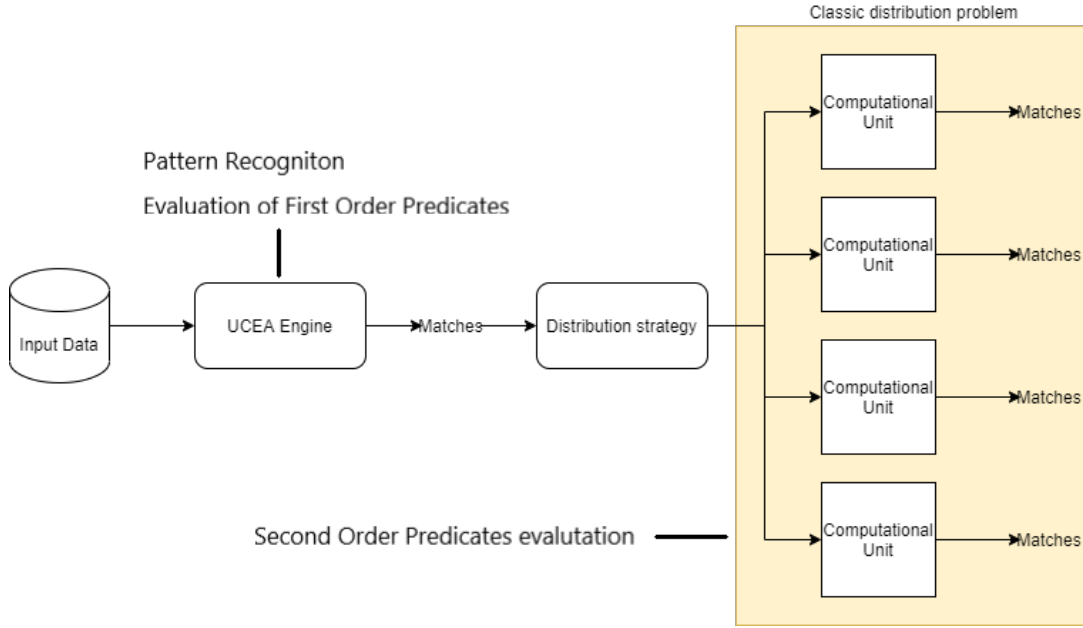 Classic distribution problem
Computational
Unit
Matches
Pattern Recogniton
Evaluation of First Order Predicates
Computational
Unit
Matches
Input Data
UCEA Engine
Matches
Distribution strategy
Computational
Unit
Matches
Second Order Predicates evalutation
Computational
Unit
Matches